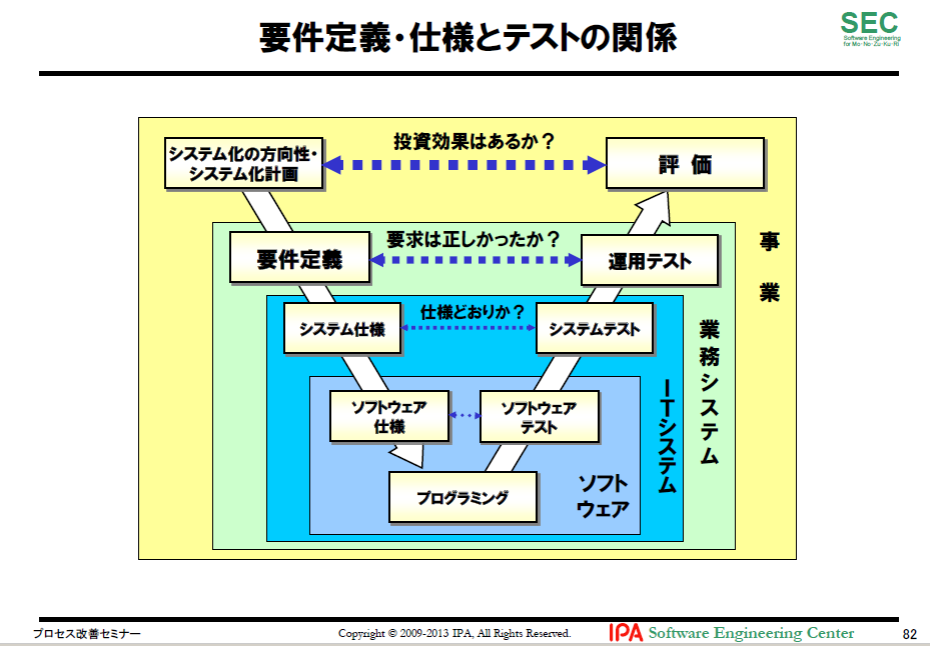 要件定義・仕様とテストの関係
SEC
Software Engineering
for Mo・No・Zu・Ku・Ri
システム化の方向性・
システム化計画
投資効果はあるか？
評 価
要件定義
要求は正しかったか？
運用テスト
事業
システム仕様
仕様どおりか？
システムテスト
業務システム
ソフトウェア
仕様
ソフトウェア
テスト
ITシステム
プログラミング
ソフト
ウェア
プロセス改善セミナー
Copyright © 2009-2013 IPA, All Rights Reserved.
IPA Software Engineering Center
82